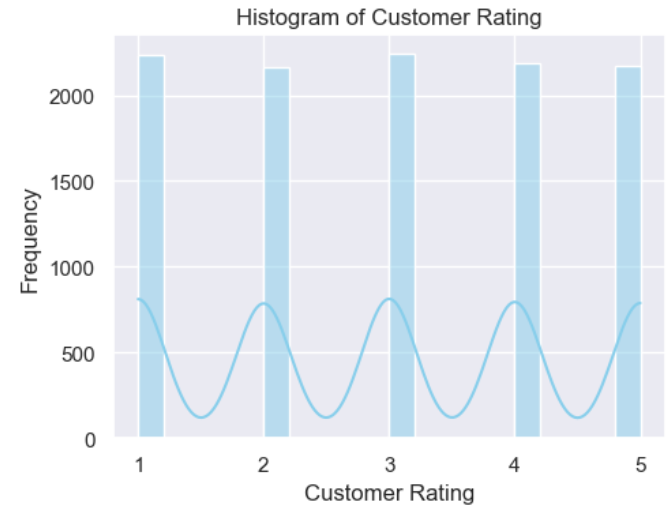 Histogram of Customer Rating
2000
1500
1000
500
0
Frequency
1 2 3 4 5
Customer Rating